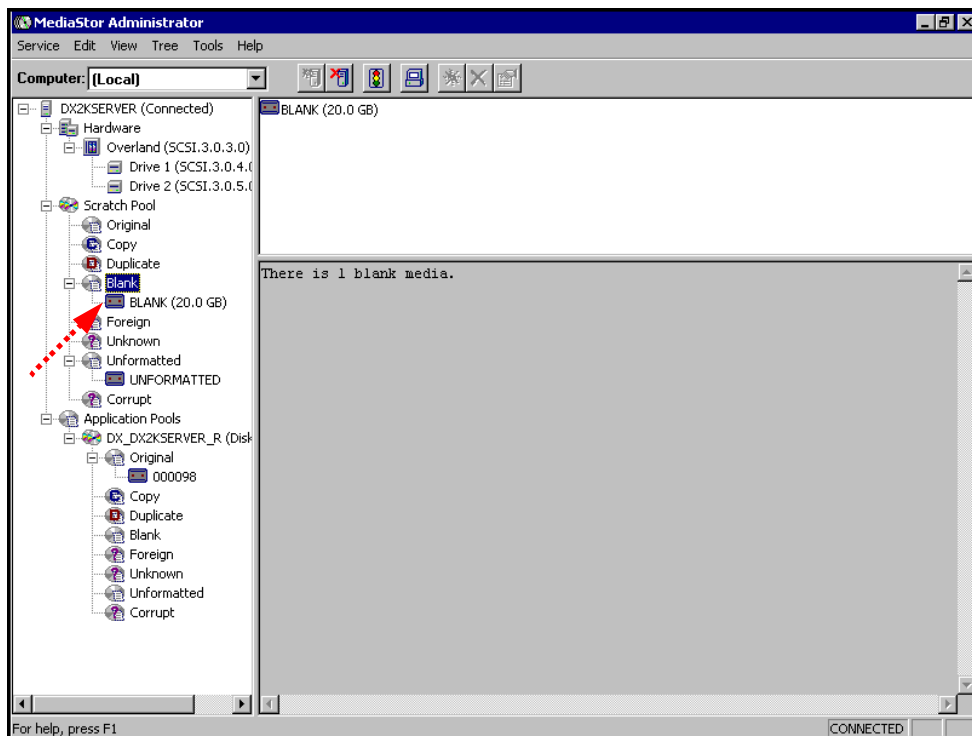 MediaStor Administrator
Service Edit View Tree Tools Help
Computer: (Local)
DX2KSERVER (Connected)
Hardware
Overland (SCSI.3.0.3.0)
Drive 1 (SCSI.3.0.4.0
Drive 2 (SCSI.3.0.5.0
Scratch Pool
Original
Copy
Duplicate
Blank
BLANK (20.0 GB)
Foreign
Unknown
Unformatted
UNFORMATTED
Corrupt
Application Pools
DX_DX2KSERVER_R (Disk
Original
000098
Copy
Duplicate
Blank
Foreign
Unknown
Unformatted
Corrupt
BLANK (20.0 GB)
There is 1 blank media.
For help, press F1
CONNECTED